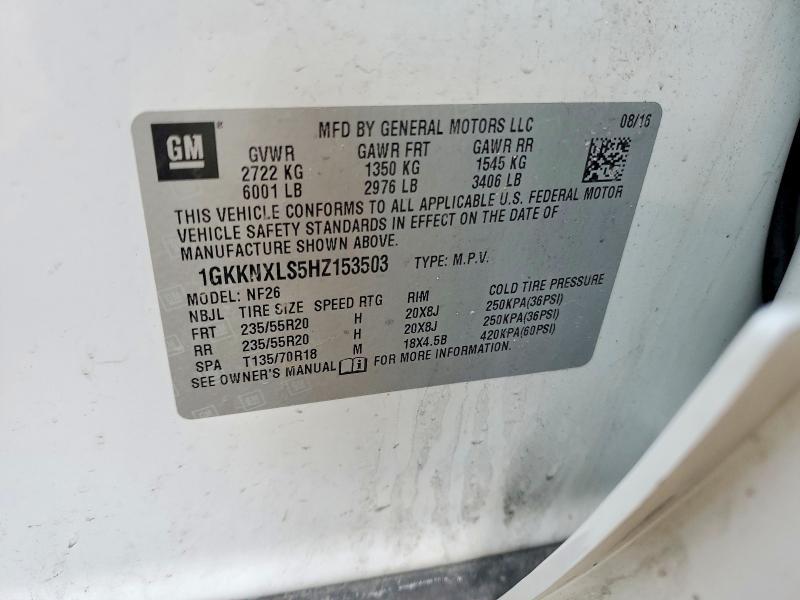 GM
MFD BY GENERAL MOTORS LLC 08/16
GVWR GAWR FRT GAWR RR
2722 KG 1350 KG 1545 KG
6001 LB 2976 LB 3406 LB
THIS VEHICLE CONFORMS TO ALL APPLICABLE U.S. FEDERAL MOTOR
VEHICLE SAFETY STANDARDS IN EFFECT ON THE DATE OF
MANUFACTURE SHOWN ABOVE.
1GKKNXLS5HZ153503 TYPE: M.P.V.
MODEL: NF26
NBJL TIRE SIZE SPEED RTG RIM COLD TIRE PRESSURE
FRT 235/55R20 H 20X8J 250KPA(36PSI)
RR 235/55R20 H 20X8J 250KPA(36PSI)
SPA T135/70R18 M 18X4.5B 420KPA(60PSI)
SEE OWNER'S MANUAL FOR MORE INFORMATION.